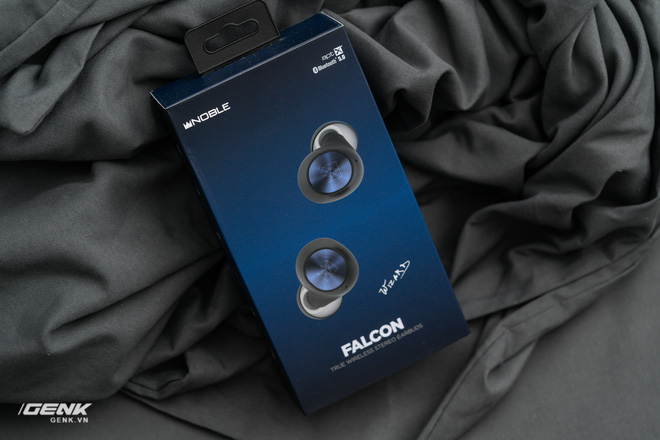 aptX
Bluetooth 5.0
NOBLE
WIZARD
FALCON
TRUE WIRELESS STEREO EARBUDS
GENK
GENK.VN